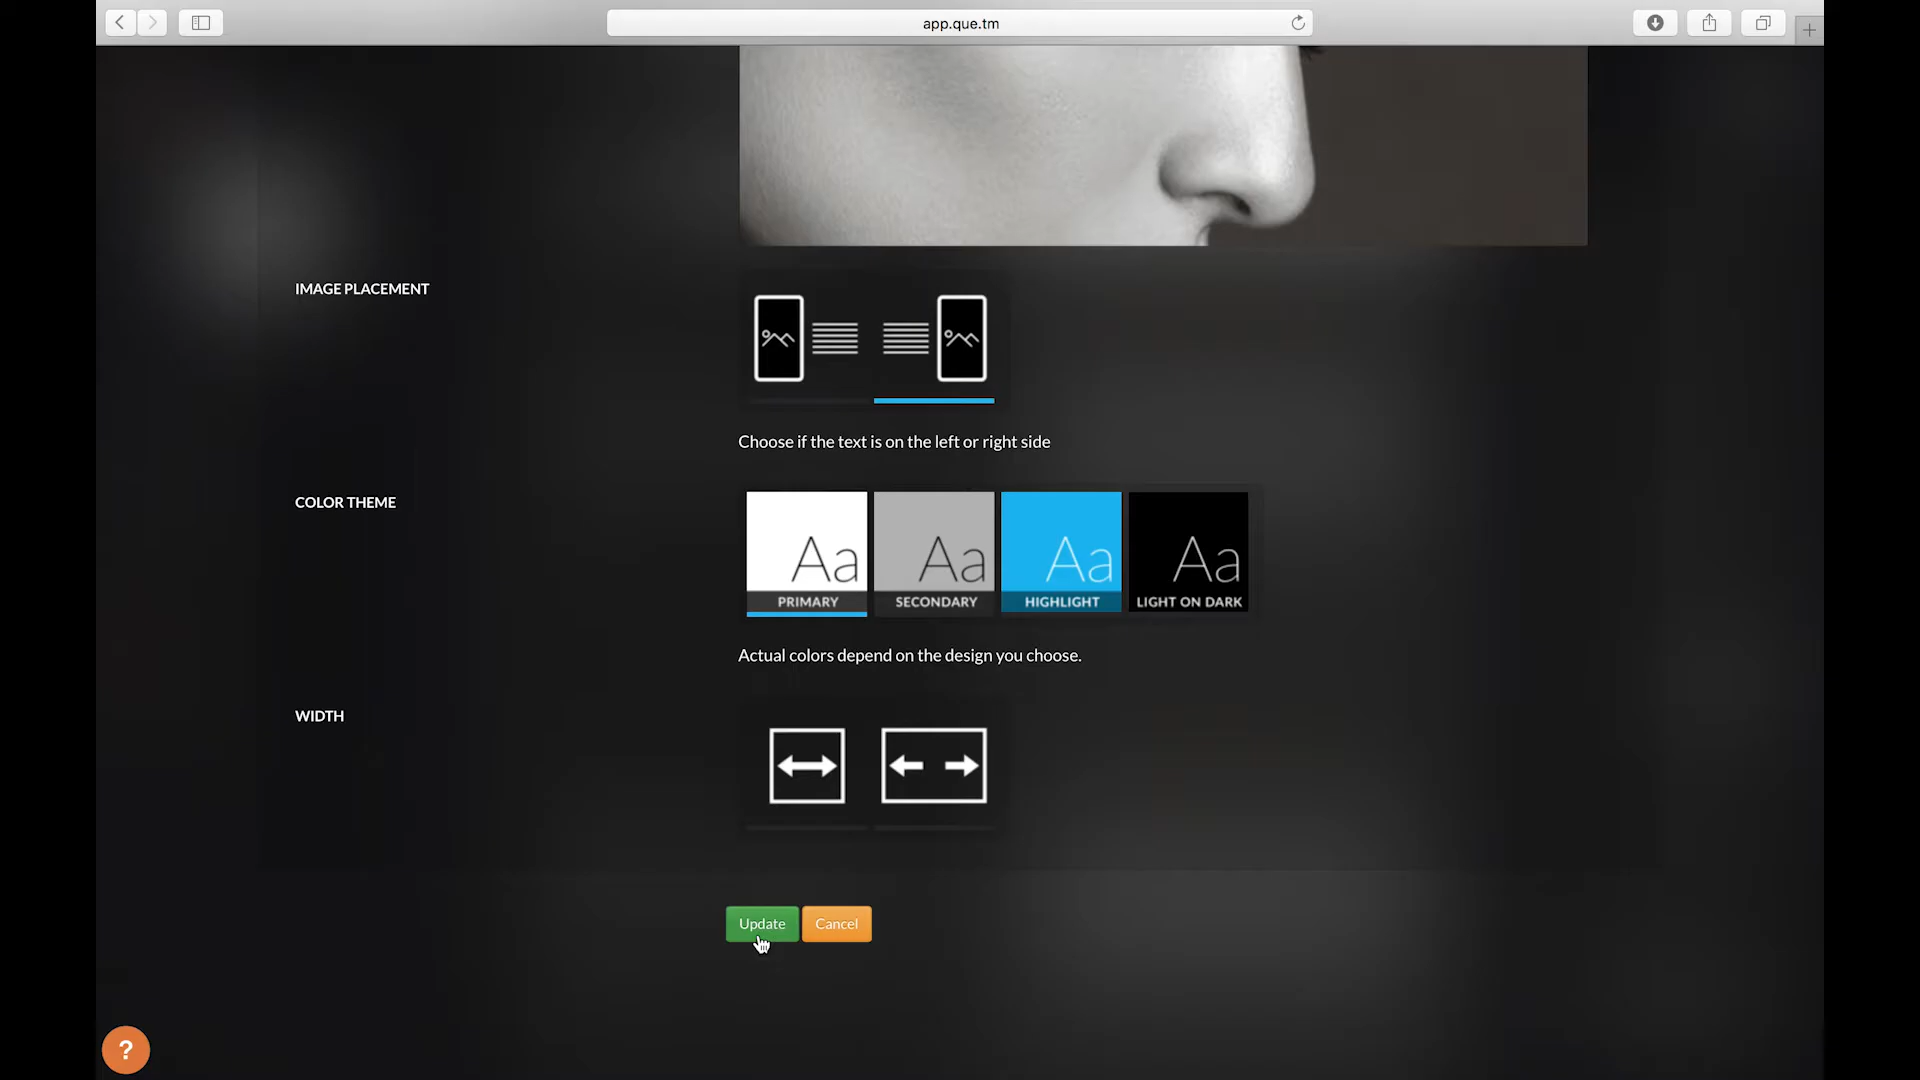 app.que.tm
IMAGE PLACEMENT
Choose if the text is on the left or right side
COLOR THEME
Aa Aa Aa Aa
PRIMARY SECONDARY HIGHLIGHT LIGHT ON DARK
Actual colors depend on the design you choose.
WIDTH
Update Cancel
?